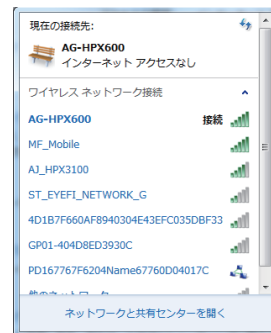 現在の接続先:
AG-HPX600
インターネット アクセスなし
ワイヤレス ネットワーク接続
AG-HPX600 接続
MF_Mobile
AJ_HPX3100
ST_EYEFI_NETWORK_G
4D1B7F660AF8940304E43EFC035DBF33
GP01-404D8ED3930C
PD167767F6204Name67760D04017C
ネットワークと共有センターを開く